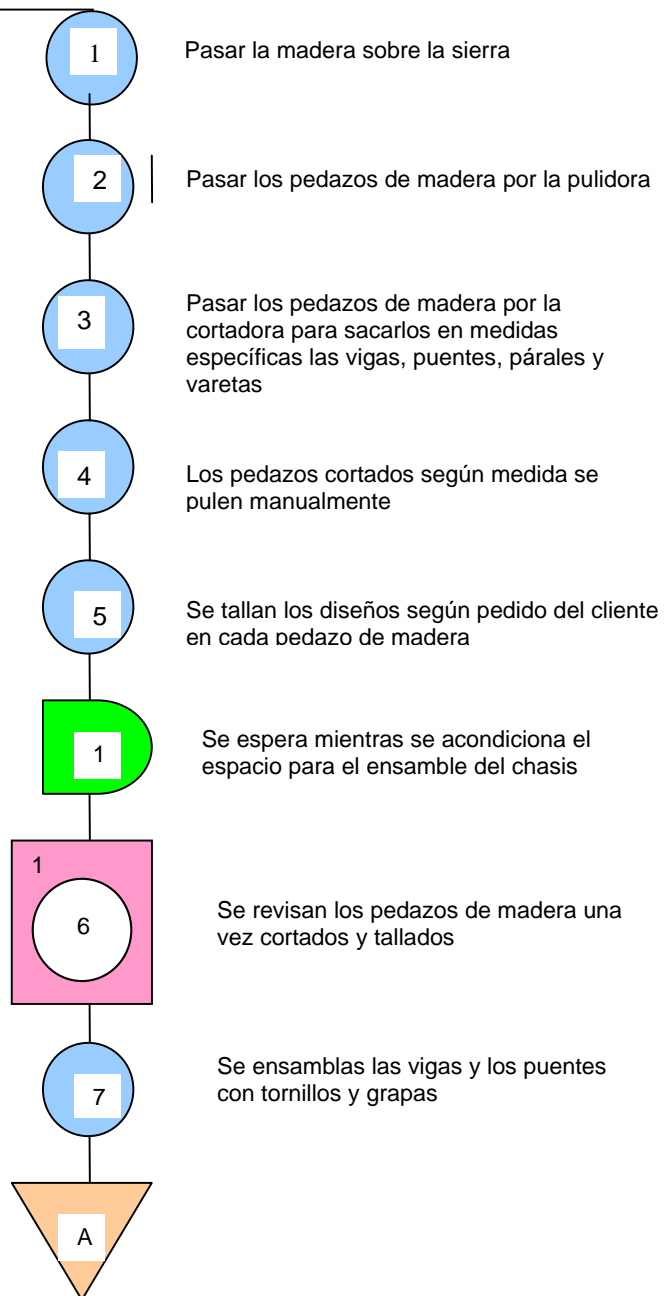 1
Pasar la madera sobre la sierra
2
Pasar los pedazos de madera por la pulidora
3
Pasar los pedazos de madera por la
cortadora para sacarlos en medidas
específicas las vigas, puentes, párales y
varetas
4
Los pedazos cortados según medida se
pulen manualmente
5
Se tallan los diseños según pedido del cliente
en cada pedazo de madera
1
Se espera mientras se acondiciona el
espacio para el ensamble del chasis
1
6
Se revisan los pedazos de madera una
vez cortados y tallados
7
Se ensamblas las vigas y los puentes
con tornillos y grapas
A